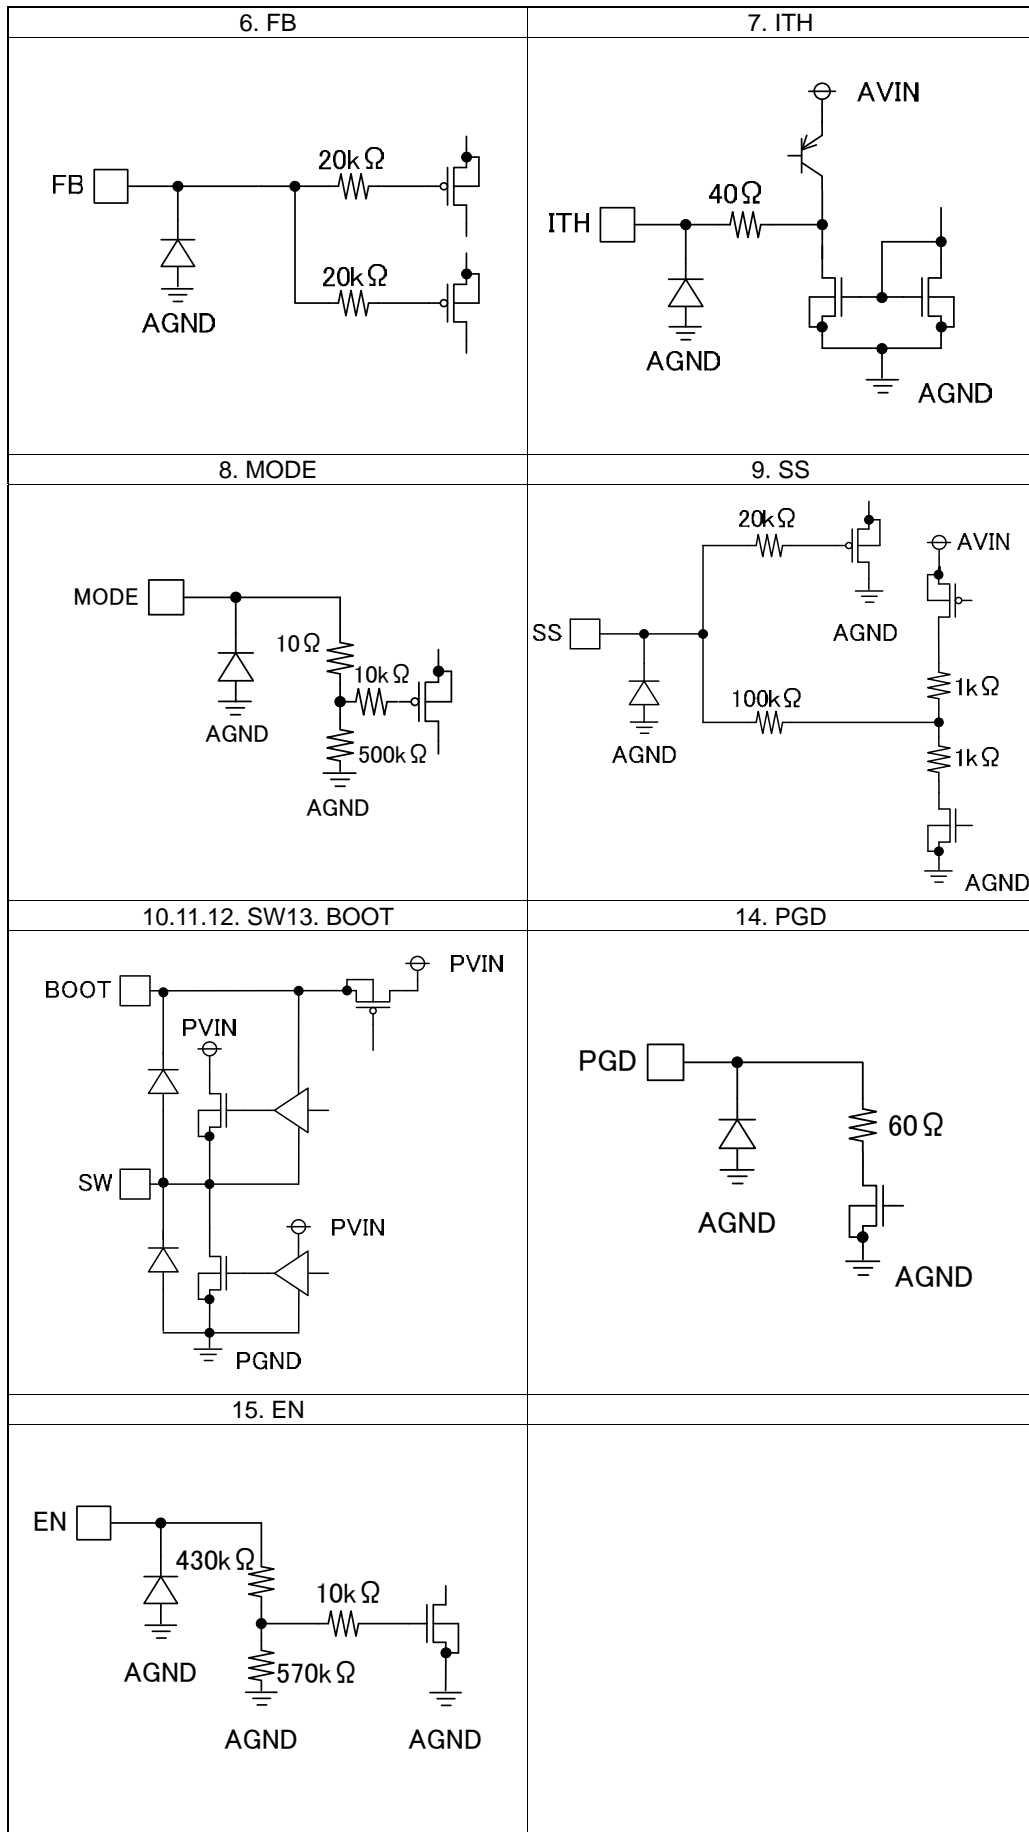 6. FB
7. ITH
FB
20kΩ
20kΩ
AGND
AVIN
ITH
40Ω
AGND
AGND
8. MODE
9. SS
MODE
10Ω
10kΩ
500kΩ
AGND
AGND
20kΩ
AVIN
SS
AGND
1kΩ
100kΩ
1kΩ
AGND
AGND
10.11.12. SW13. BOOT
14. PGD
BOOT
PVIN
PVIN
SW
PVIN
PGND
PGD
60Ω
AGND
AGND
15. EN
EN
430kΩ
10kΩ
570kΩ
AGND
AGND
AGND